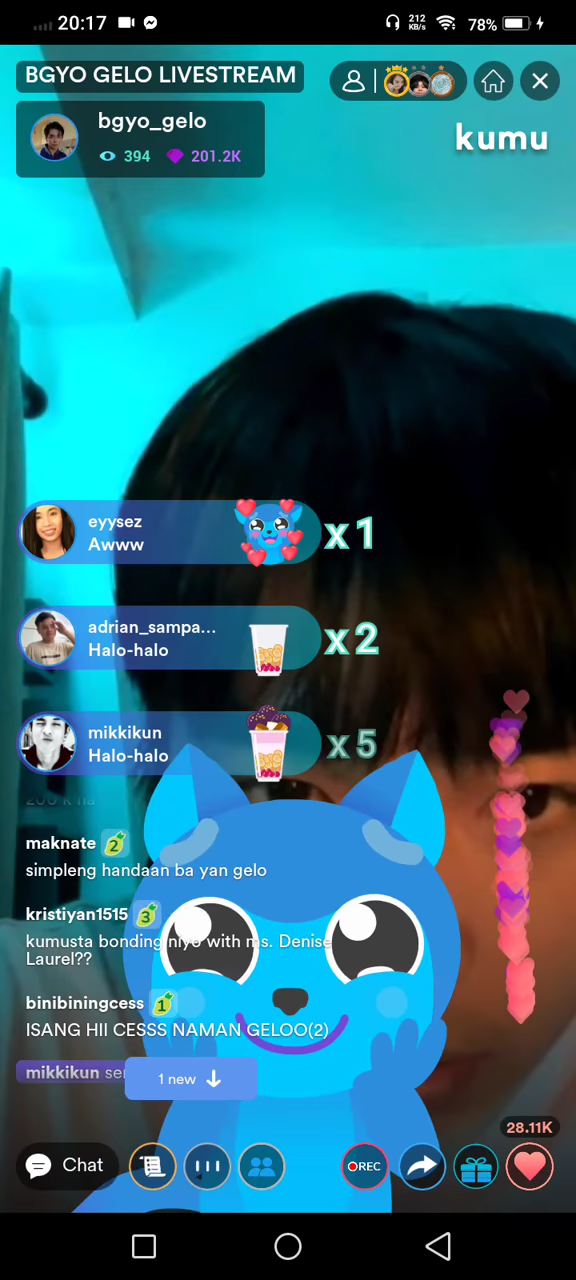 20:17
212
KB/s
78%
BGYO GELO LIVESTREAM
bgyo_gelo
394
201.2K
kumu
eyysez
Awww
x1
adrian_sampa...
Halo-halo
x2
mikkikun
Halo-halo
x5
200 k na
maknate 2
simpleng handaan ba yan gelo
kristiyan1515 3
kumusta bonding niyo with ms. Denise
Laurel??
binibiningcess 1
ISANG HII CESSS NAMAN GELOO(2)
mikkikun
1 new
28.11K
Chat
REC